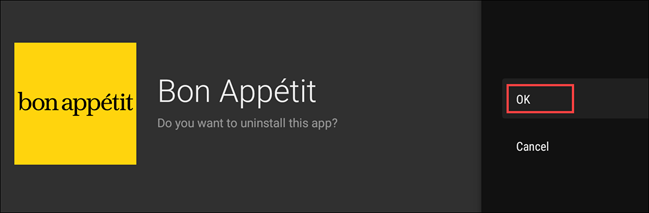 bon appétit
Bon Appétit
Do you want to uninstall this app?
OK
Cancel